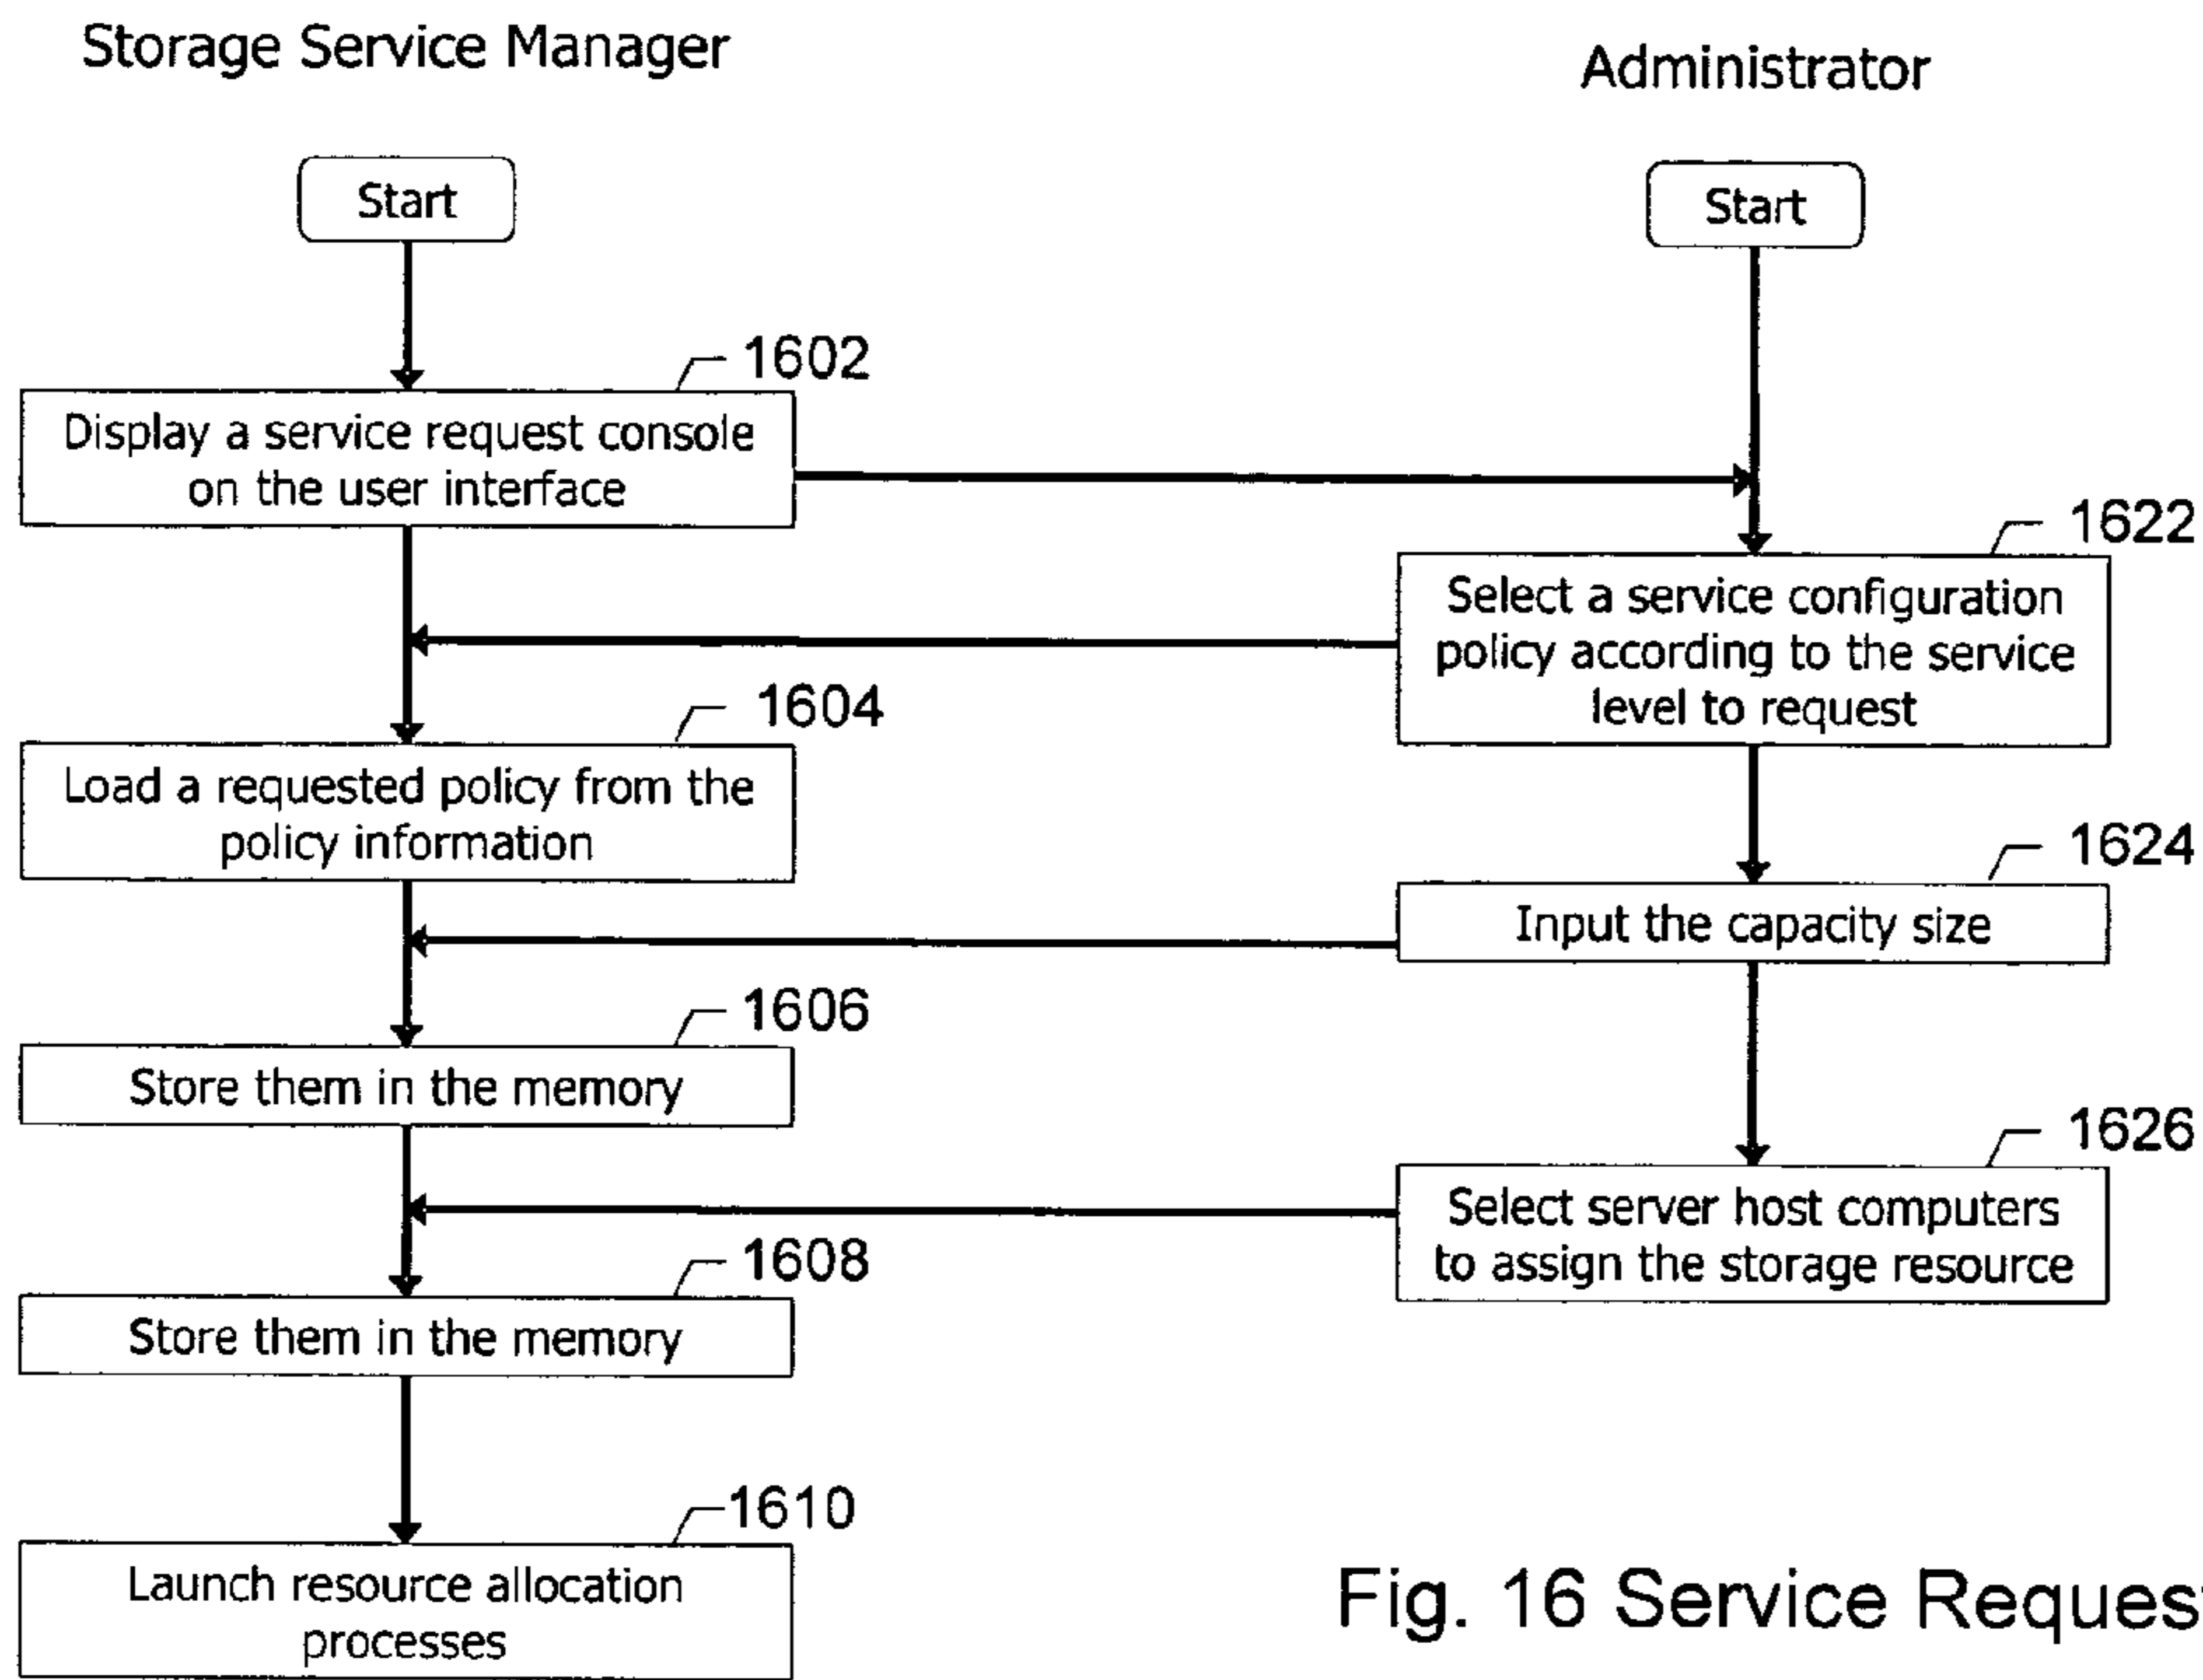 Storage Service Manager
Administrator
Start
Start
1602
Display a service request console
on the user interface
1622
Select a service configuration
policy according to the service
level to request
1604
Load a requested policy from the
policy information
1624
Input the capacity size
1606
Store them in the memory
1626
Select server host computers
to assign the storage resource
1608
Store them in the memory
1610
Launch resource allocation
processes
Fig. 16 Service Request